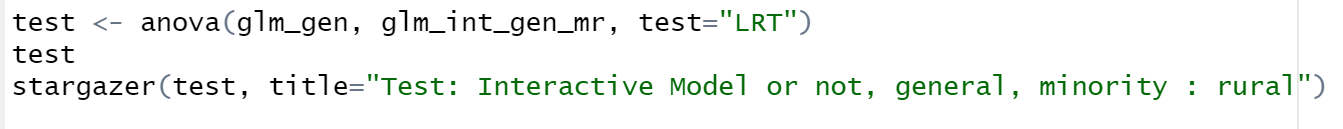 test <- anova(glm_gen, glm_int_gen_mr, test="LRT")
test
stargazer(test, title="Test: Interactive Model or not, general, minority : rural")